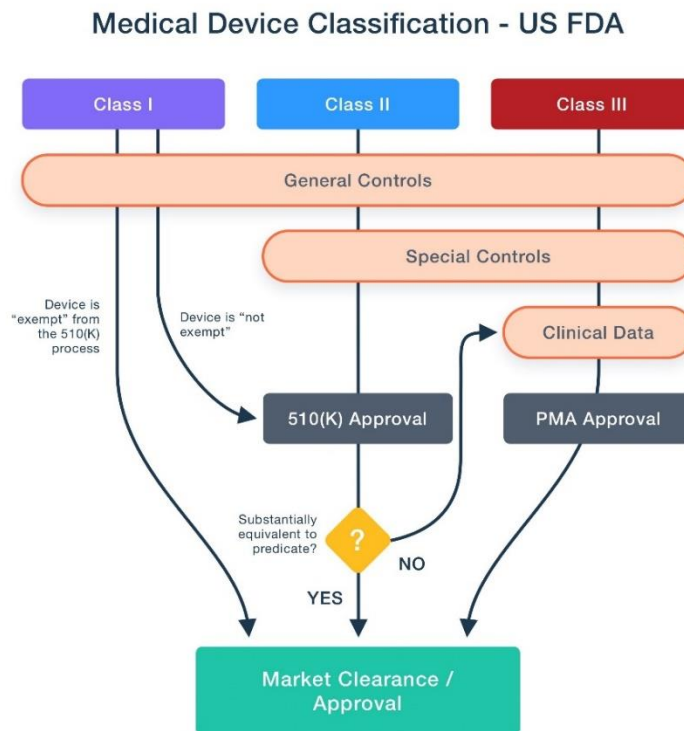 Medical Device Classification - US FDA
Class I
Class II
Class III
General Controls
Special Controls
Device is
"exempt" from
the 510(K)
process
Device is "not
exempt"
Clinical Data
510(K) Approval
PMA Approval
Substantially
equivalent to
predicate?
?
NO
YES
Market Clearance /
Approval